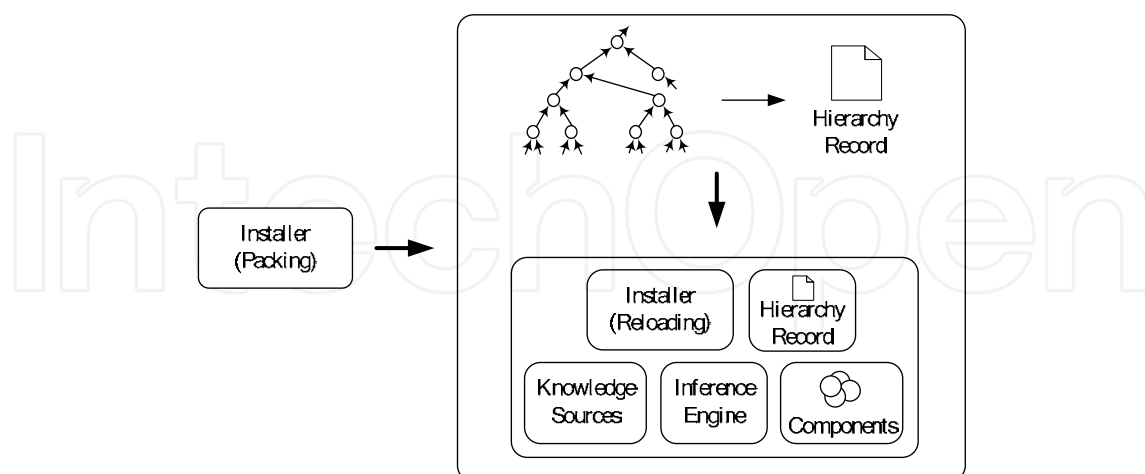 Hierarchy
Record
IntechOpen
Installer
(Packing)
Installer
(Reloading)
Hierarchy
Record
Knowledge
Sources
Inference
Engine
Components